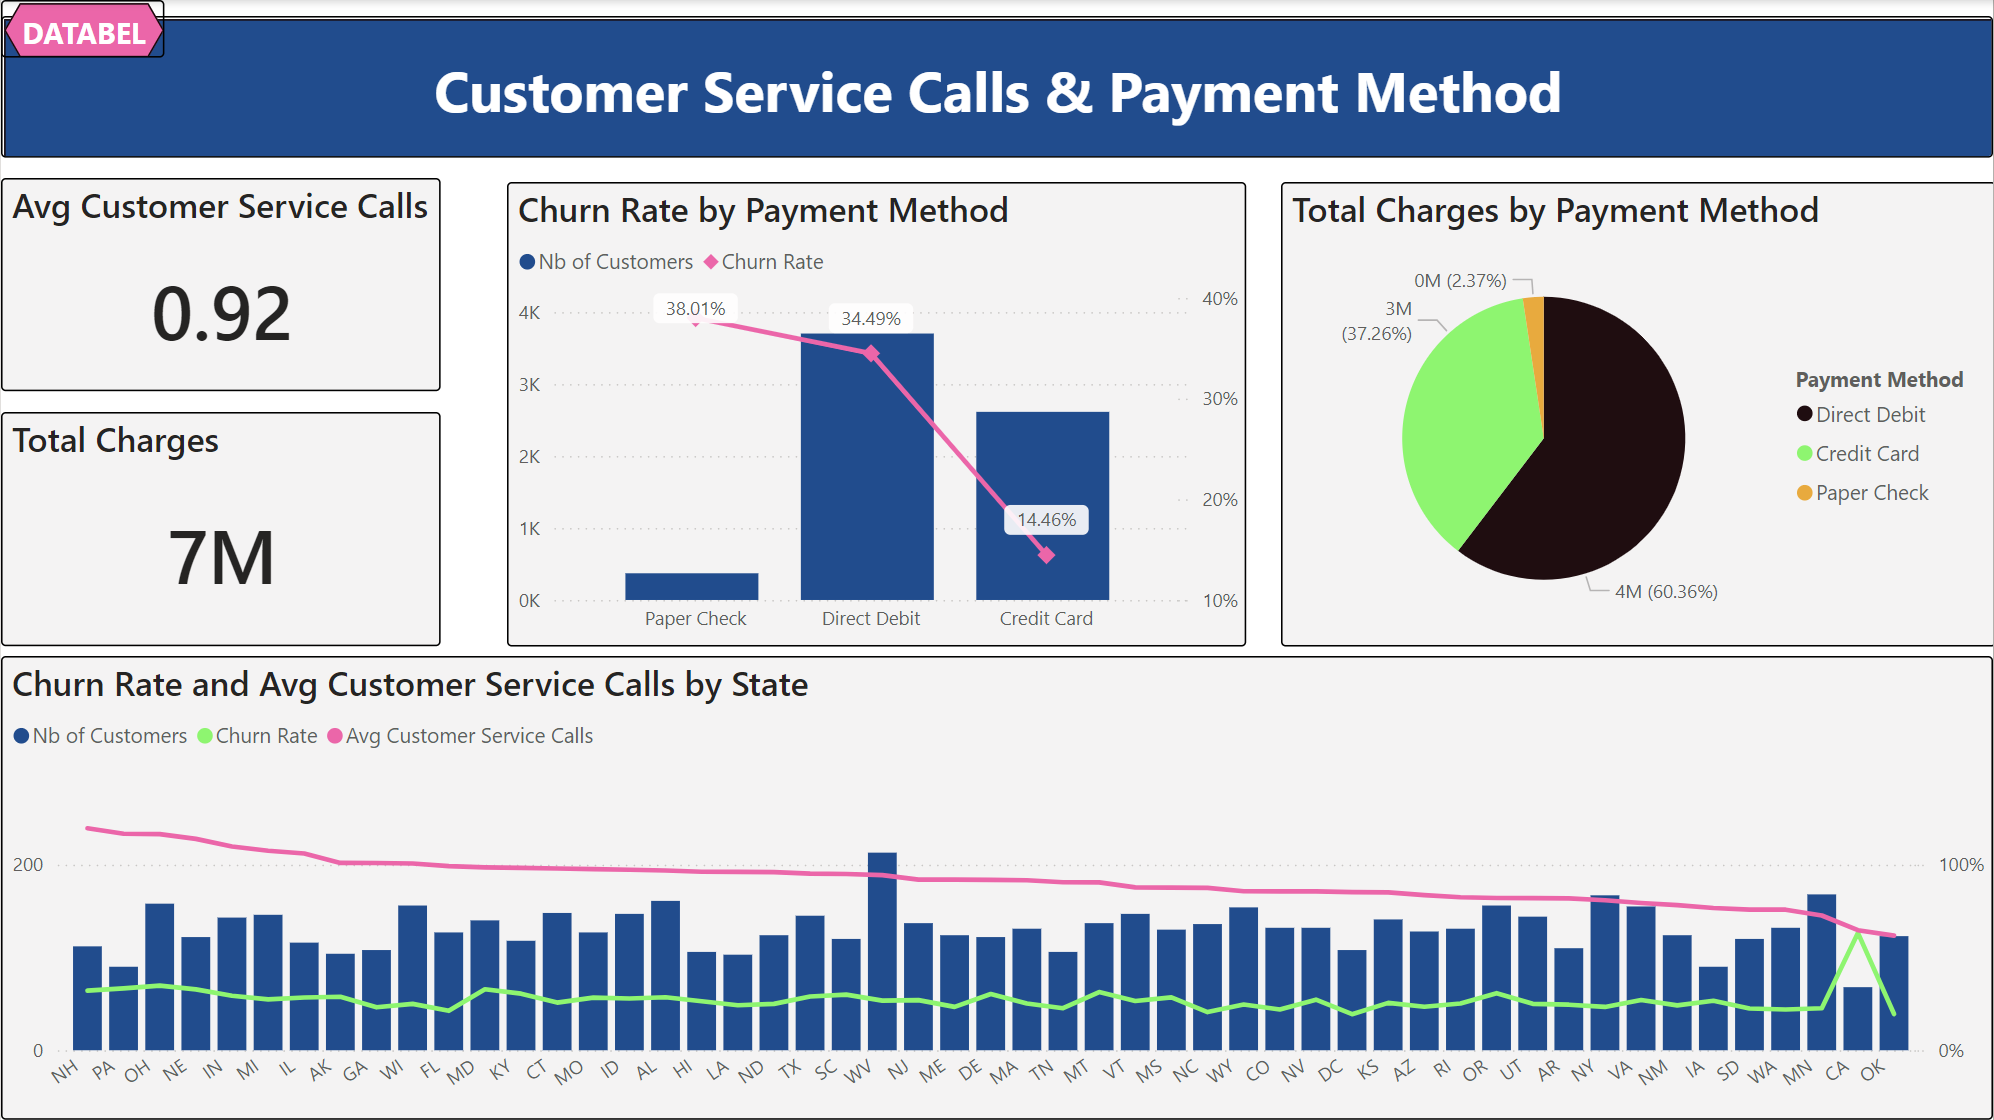 DATABEL
Customer Service Calls & Payment Method
Avg Customer Service Calls
0.92
Total Charges
7M
Churn Rate by Payment Method
Nb of Customers Churn Rate
4K
3K
2K
1K
0K
40%
30%
20%
10%
38.01%
34.49%
14.46%
Paper Check Direct Debit Credit Card
Total Charges by Payment Method
0M (2.37%)
3M
(37.26%)
4M (60.36%)
Payment Method
Direct Debit
Credit Card
Paper Check
Churn Rate and Avg Customer Service Calls by State
Nb of Customers Churn Rate Avg Customer Service Calls
200 100%
0 0%
NH PA OH NE IN MI IL AK GA WI FL MD KY CT MO ID AL HI LA ND TX SC WV NJ ME DE MA TN MT VT MS NC WY CO NV DC KS AZ RI OR UT AR NY VA NM IA SD WA MN CA OK